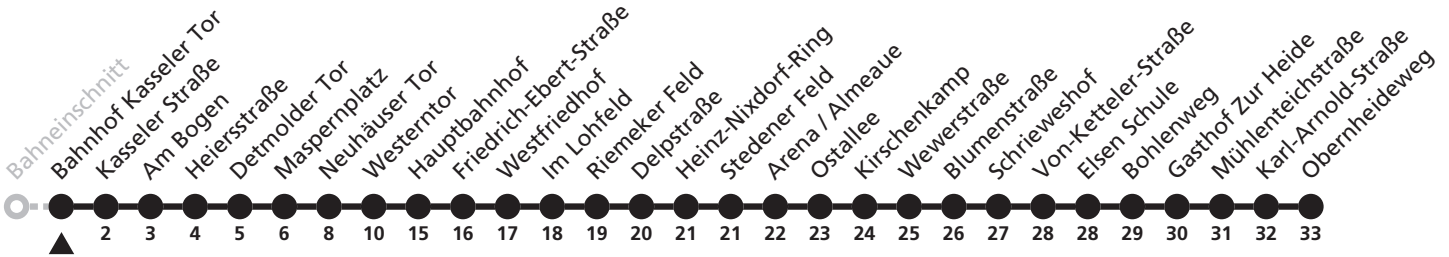 Bahneinschnitt
Bahnhof Kasseler Tor
Kasseler Straße
Am Bogen
Heiersstraße
Detmolder Tor
Maspernplatz
Neuhäuser Tor
Westerntor
Hauptbahnhof
Friedrich-Ebert-Straße
Westfriedhof
Im Lohfeld
Riemeker Feld
Delpstraße
Heinz-Nixdorf-Ring
Stedener Feld
Arena / Almeaue
Ostallee
Kirschenkamp
Wewerstraße
Blumenstraße
Schrieweshof
Von-Ketteler-Straße
Elsen Schule
Bohlenweg
Gasthof Zur Heide
Mühlenteichstraße
Karl-Arnold-Straße
Obernheideweg
2 3 4 5 6 8 10 15 16 17 18 19 20 21 21 22 23 24 25 26 27 28 28 29 30 31 32 33